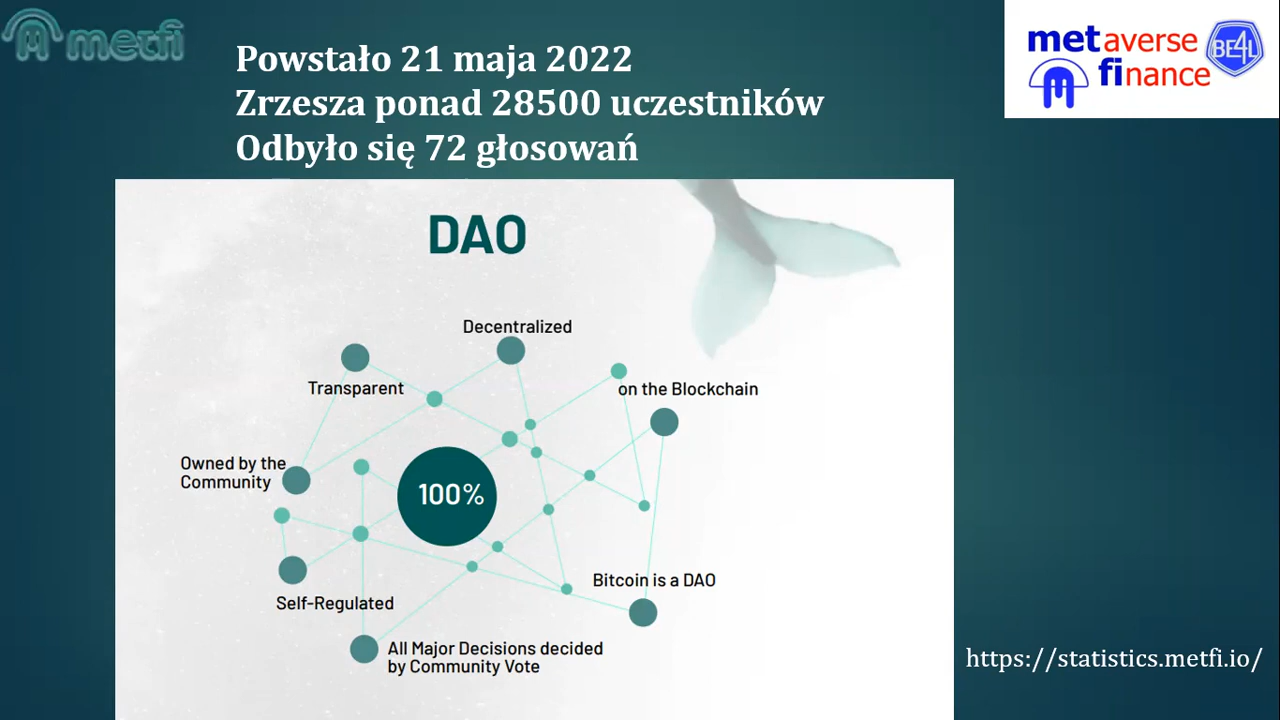 metfi
Powstało 21 maja 2022
Zrzesza ponad 28500 uczestników
Odbyło się 72 głosowań
metaverse
finance
BE4L
DAO
Decentralized
Transparent
on the Blockchain
Owned by the
Community
100%
Bitcoin is a DAO
Self-Regulated
All Major Decisions decided
by Community Vote
https://statistics.metfi.io/